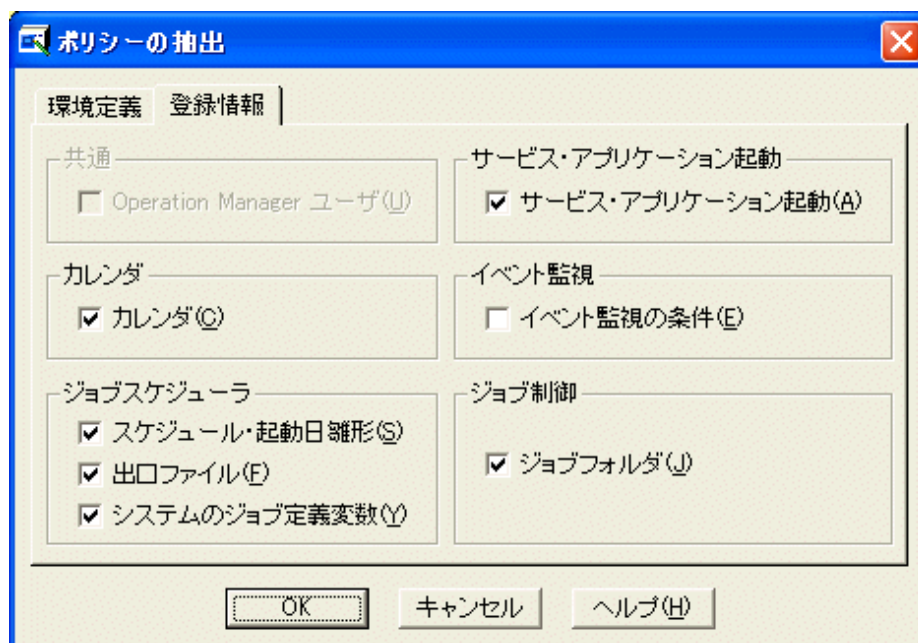 ポリシーの抽出
環境定義
登録情報
共通
Operation Manager ユーザ(U)
サービス・アプリケーション起動
サービス・アプリケーション起動(A)
カレンダ
カレンダ(C)
イベント監視
イベント監視の条件(E)
ジョブスケジューラ
スケジュール・起動日雛形(S)
出口ファイル(F)
システムのジョブ定義変数(Y)
ジョブ制御
ジョブフォルダ(J)
OK
キャンセル
ヘルプ(H)